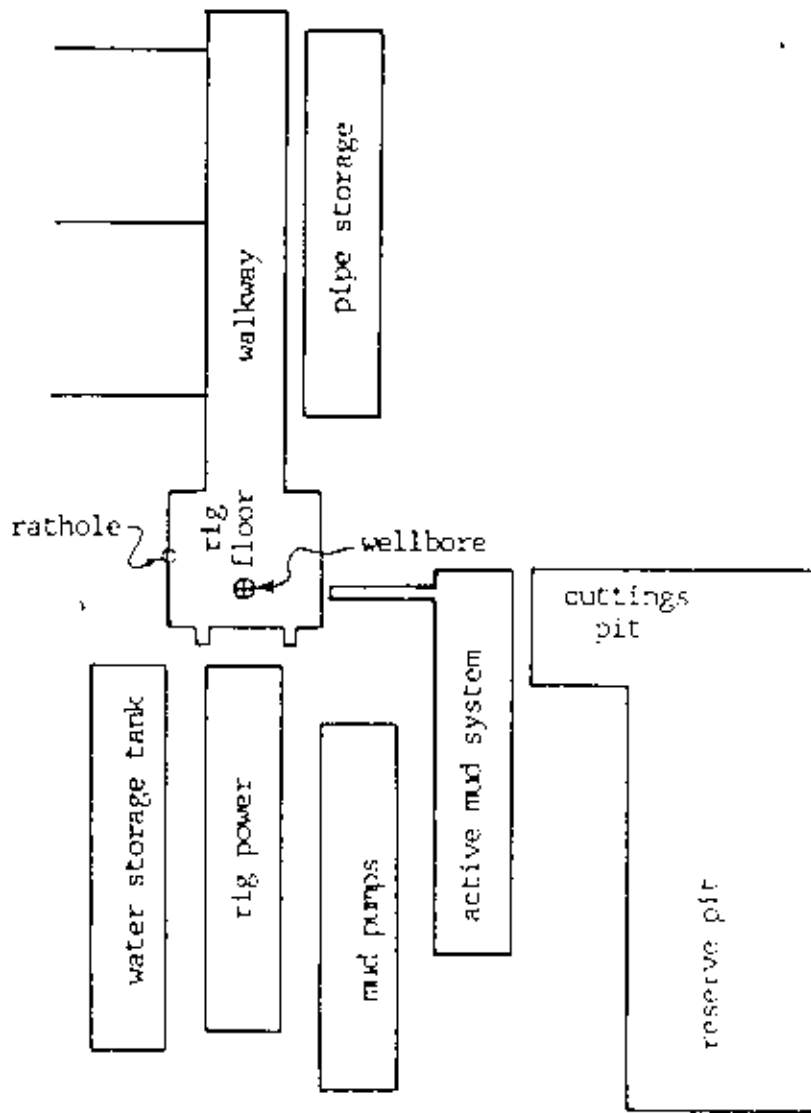 pipe storage
walkway
rathole
rig
floor
wellbore
cuttings
pit
water storage tank
rig power
mud pumps
active mud system
reserve pit